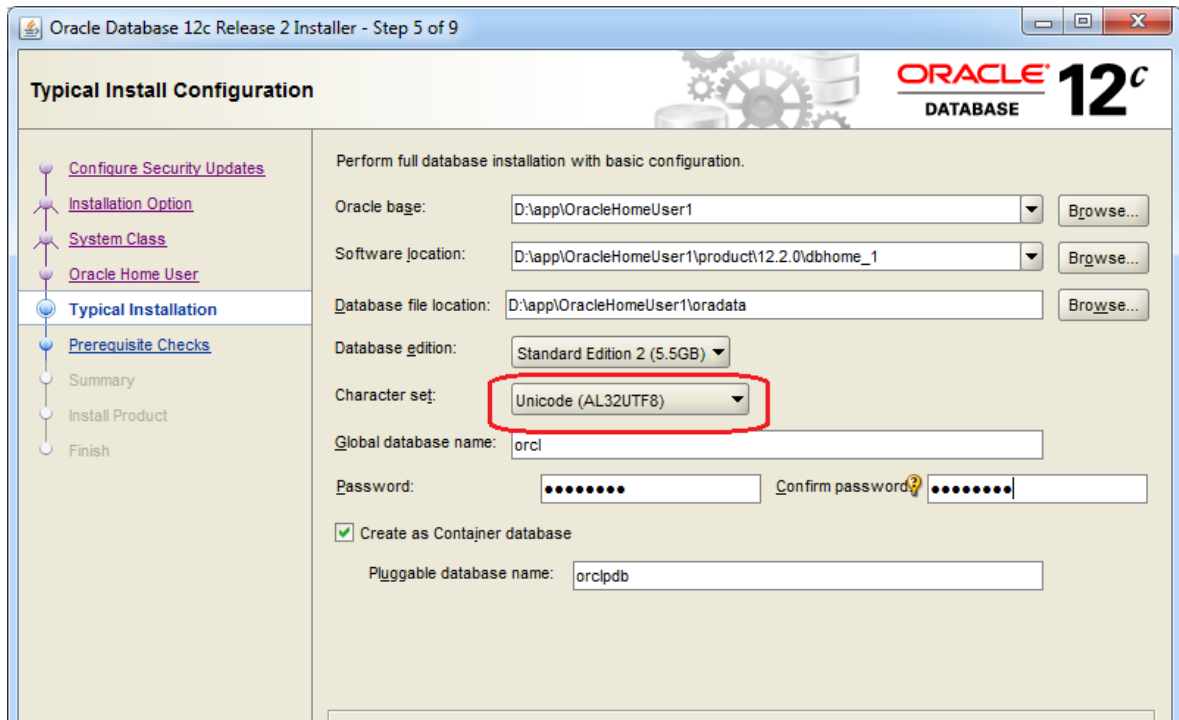 Oracle Database 12c Release 2 Installer - Step 5 of 9
Typical Install Configuration
ORACLE
DATABASE
12c
Configure Security Updates
Installation Option
System Class
Oracle Home User
Typical Installation
Prerequisite Checks
Summary
Install Product
Finish
Perform full database installation with basic configuration.
Oracle base: D:\app\OracleHomeUser1 Browse...
Software location: D:\app\OracleHomeUser1\product\12.2.0\dbhome_1 Browse...
Database file location: D:\app\OracleHomeUser1\oradata Browse...
Database edition: Standard Edition 2 (5.5GB)
Character set: Unicode (AL32UTF8)
Global database name: orcl
Password: •••••••• Confirm password: ••••••••
Create as Container database
Pluggable database name: orclpdb